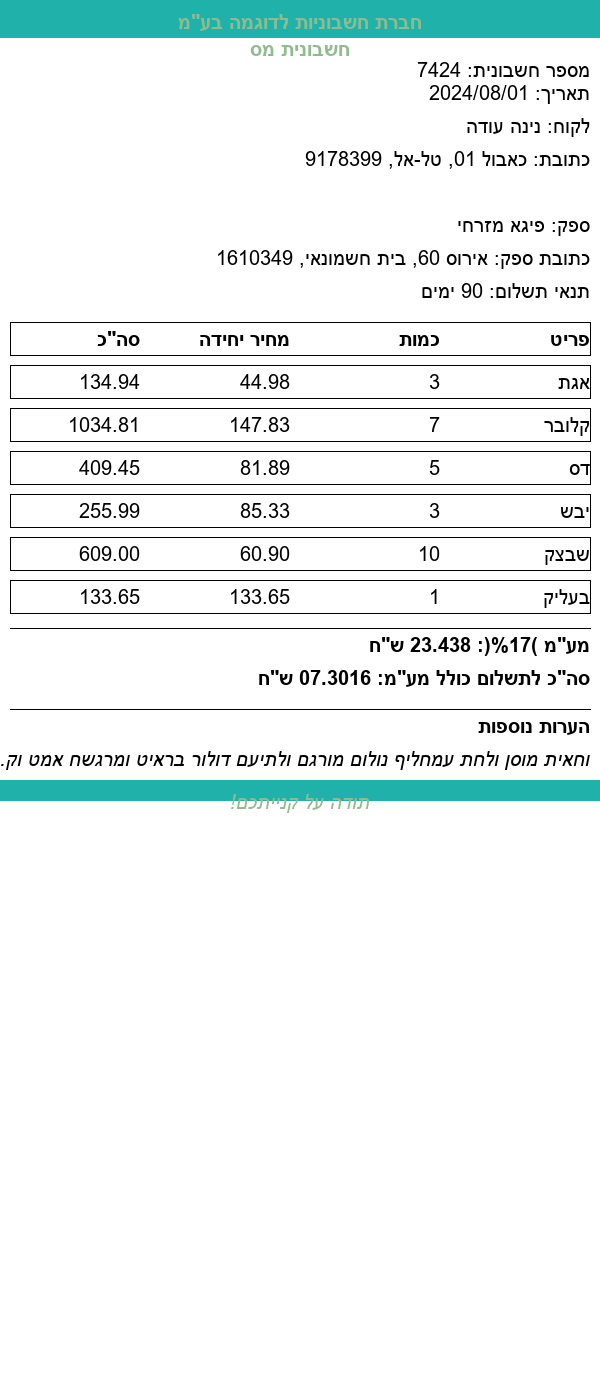 חברת חשבוניות לדוגמה בע"מ
חשבונית מס
מספר חשבונית: 7424
תאריך: 2024/08/01
לקוח: נינה עודה
כתובת: כאבול 01, טל-אל, 9178399
ספק: פיגא מזרחי
כתובת ספק: אירוס 60, בית חשמונאי, 1610349
תנאי תשלום: 90 ימים
פריט כמות מחיר יחידה סה"כ
אגת 3 44.98 134.94
קלובר 7 147.83 1034.81
דס 5 81.89 409.45
יבש 3 85.33 255.99
שבצק 10 60.90 609.00
בעליק 1 133.65 133.65
מע"מ )17%(: 23.438 ש"ח
סה"כ לתשלום כולל מע"מ: 07.3016 ש"ח
הערות נוספות
וחאית מוסן ולחת עמחליף נולום מורגם ולתיעם דולור בראיט ומרגשח אמט וק.
תודה על קנייתכם!